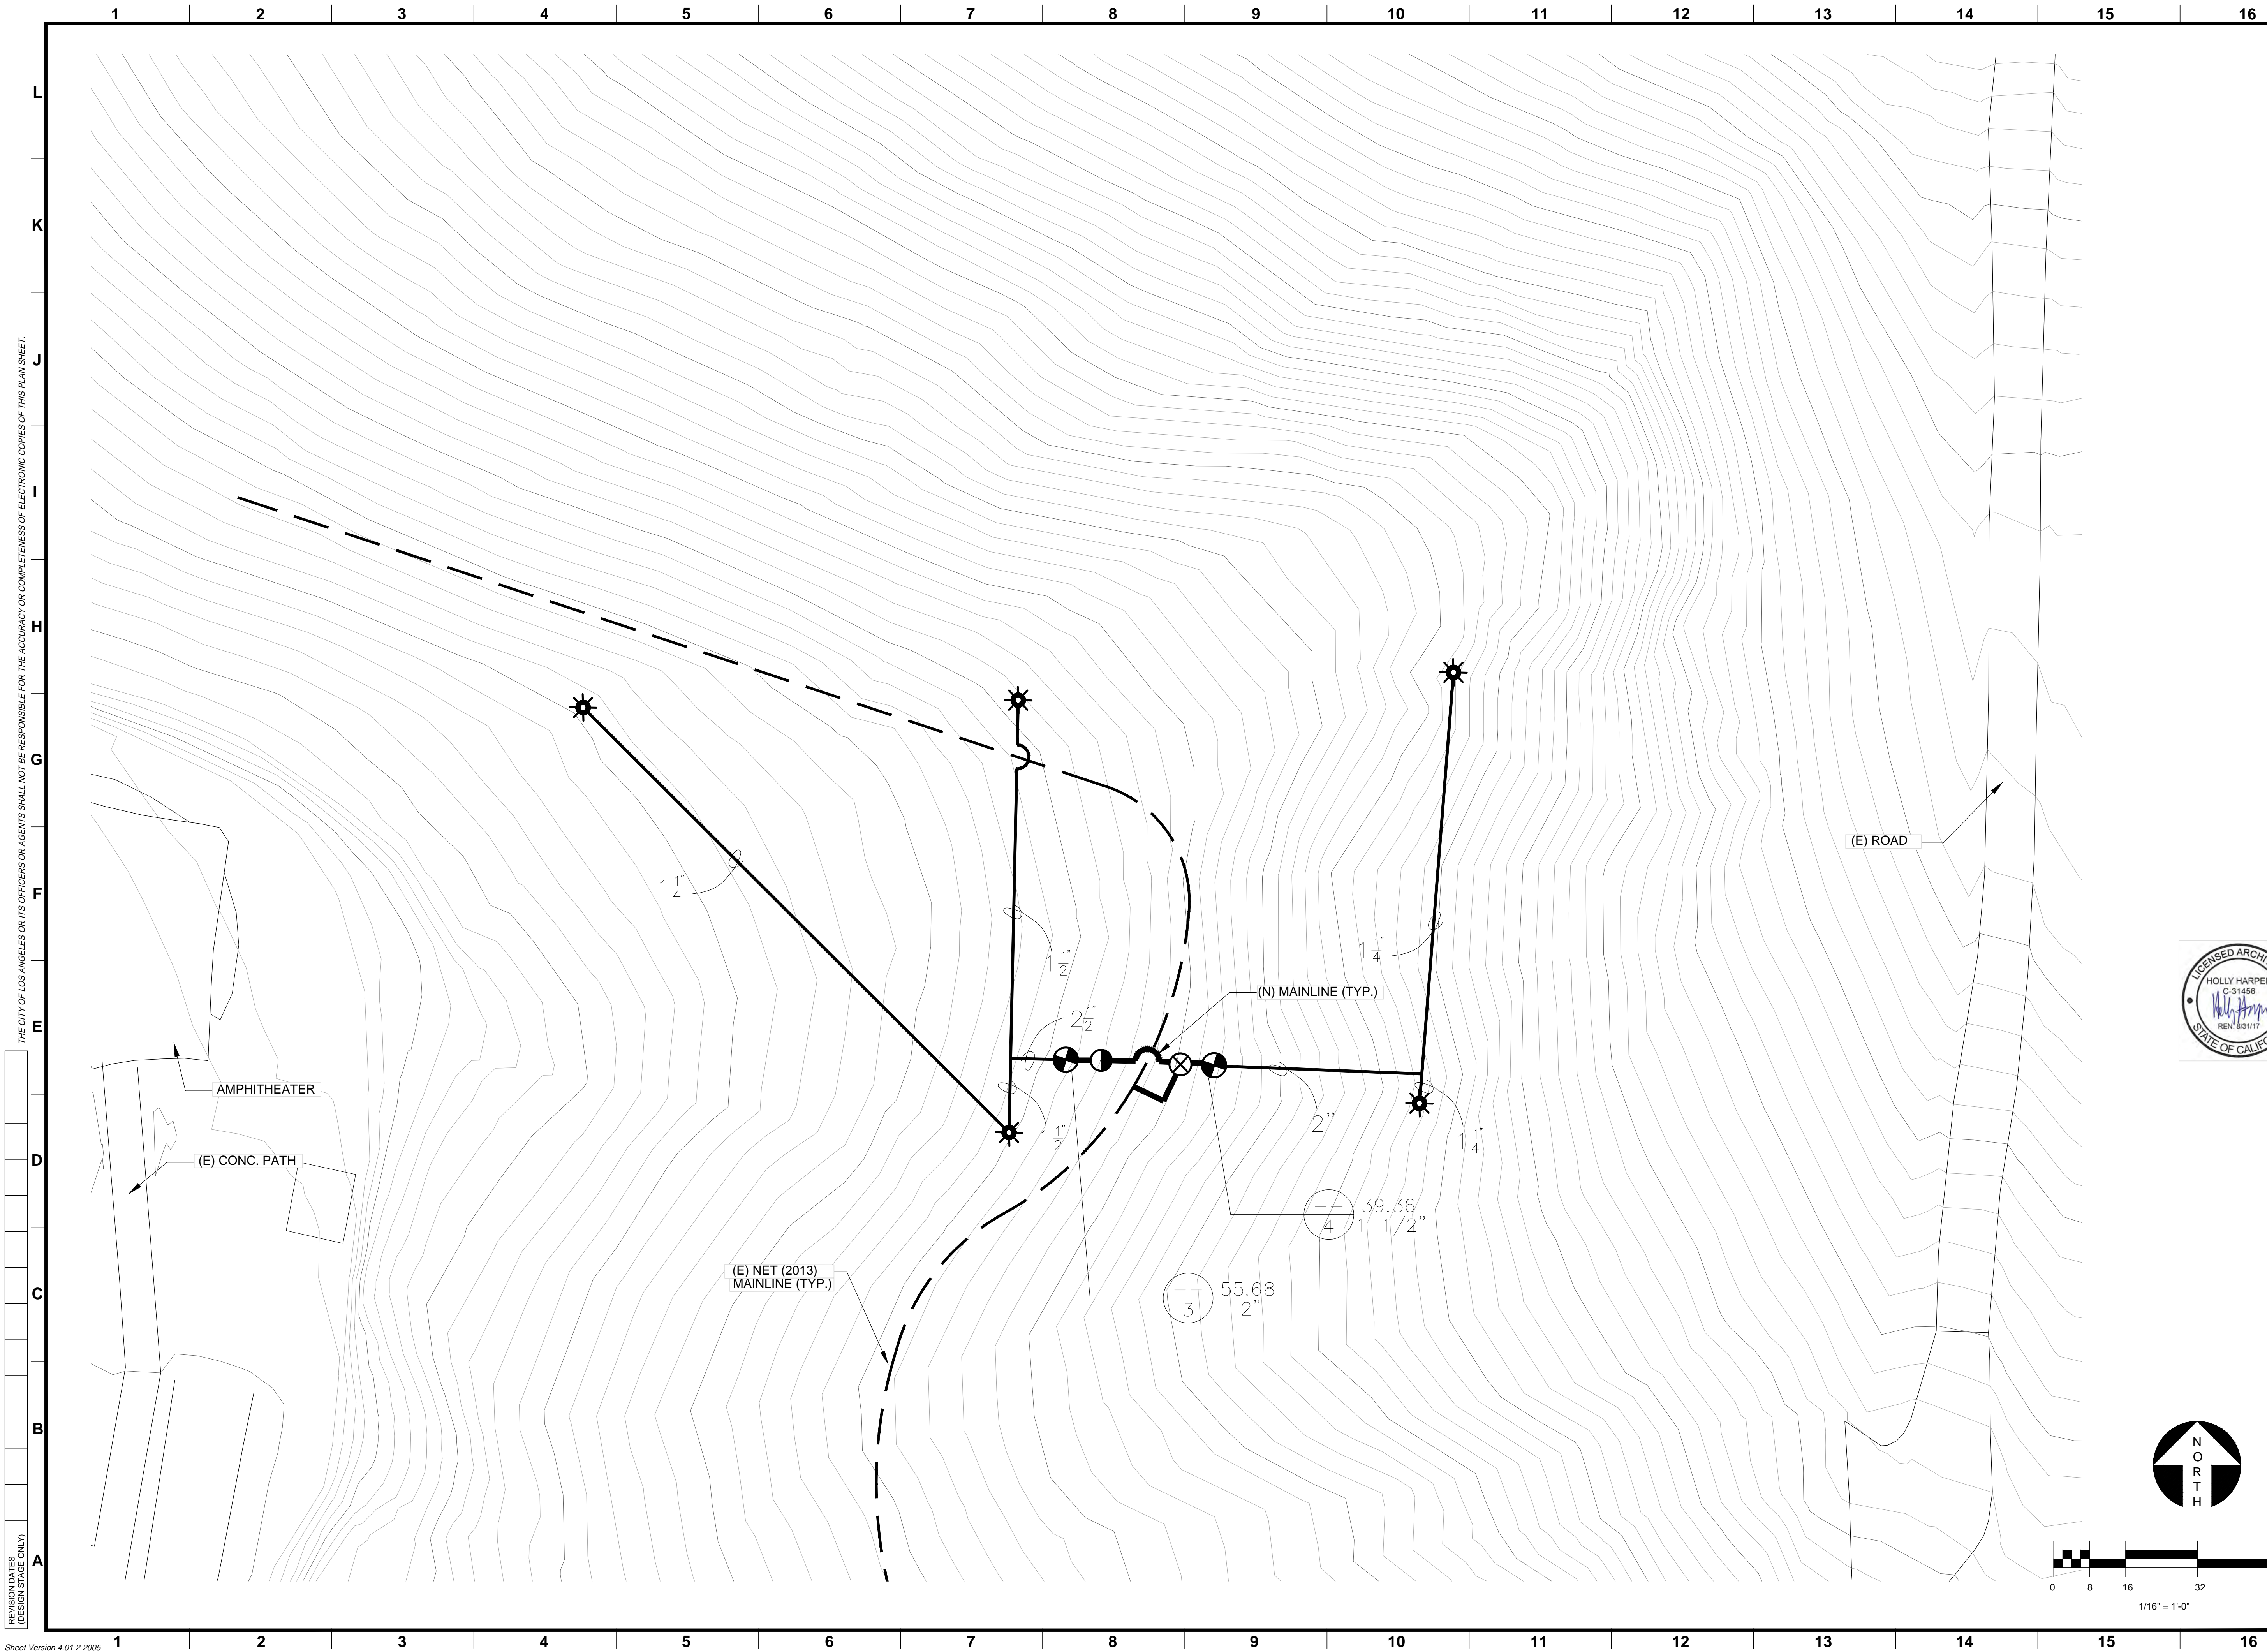 1 2 3 4 5 6 7 8 9 10 11 12 13 14 15 16
L
K
J
I
H
G
F
E
D
C
B
A
THE CITY OF LOS ANGELES OR ITS OFFICERS OR AGENTS SHALL NOT BE RESPONSIBLE FOR THE ACCURACY OR COMPLETENESS OF ELECTRONIC COPIES OF THIS PLAN SHEET.
(E) ROAD
1 1/4"
1 1/2"
1 1/4"
(N) MAINLINE (TYP.)
2 1/2"
AMPHITHEATER
2"
1 1/2"
1 1/4"
(E) CONC. PATH
--
4
39.36
1-1/2"
(E) NET (2013)
MAINLINE (TYP.)
--
3
55.68
2"
LICENSED
HOLLY
C-31456
REN. 8/31/17
STATE OF
NORTH
0 8 16 32
1/16" = 1'-0"
REVISION DATES
(DESIGN STAGE ONLY)
Sheet Version 4.01 2-2005
1 2 3 4 5 6 7 8 9 10 11 12 13 14 15 16